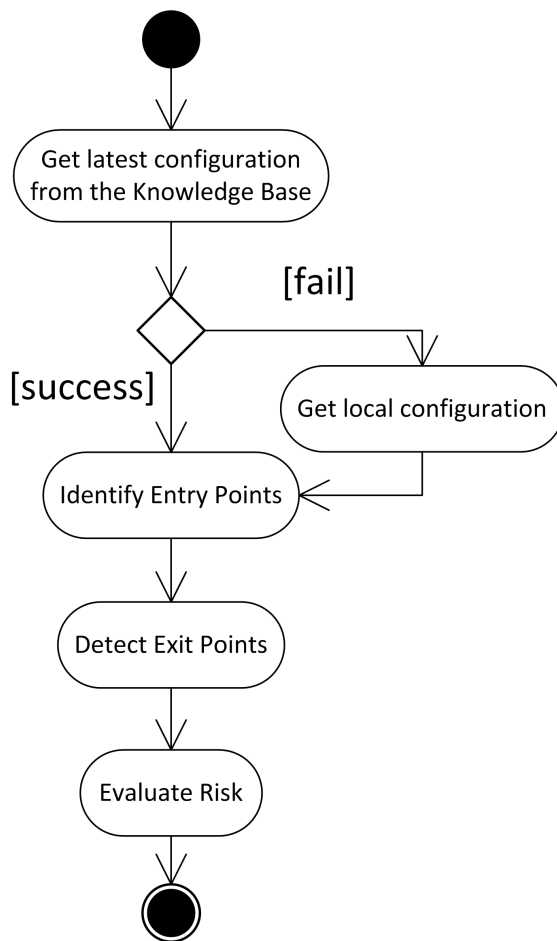 Get latest configuration
from the Knowledge Base
[fail]
[success]
Get local configuration
Identify Entry Points
Detect Exit Points
Evaluate Risk